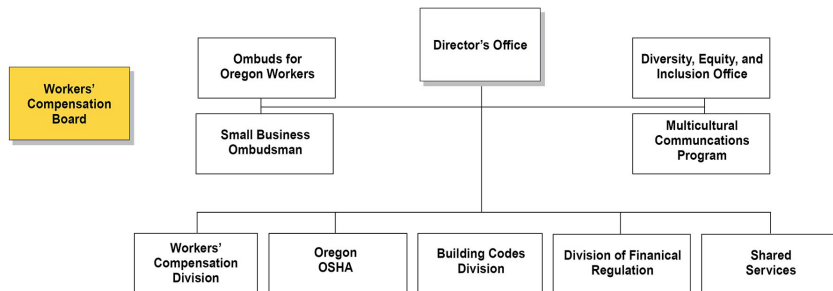 Director's Office
Ombuds for
Oregon Workers
Diversity, Equity, and
Inclusion Office
Workers'
Compensation
Board
Small Business
Ombudsman
Multicultural
Communcations
Program
Workers'
Compensation
Division
Oregon
OSHA
Building Codes
Division
Division of Finanical
Regulation
Shared
Services